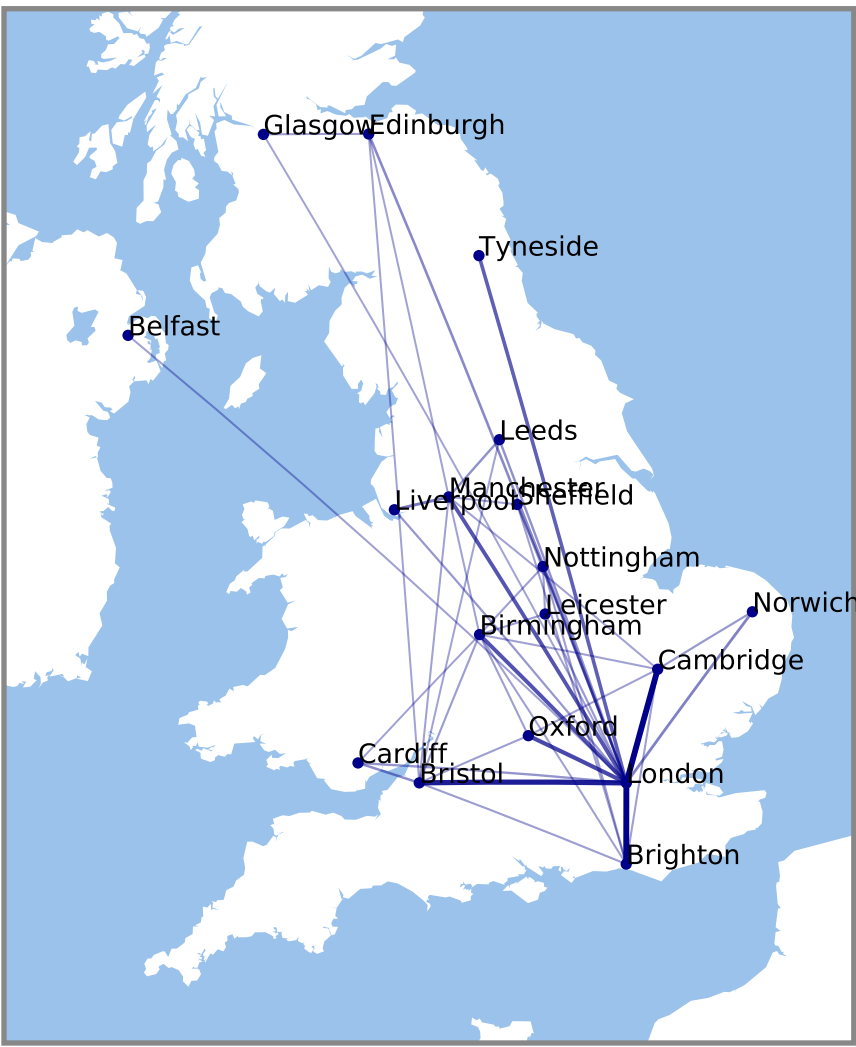 Glasgow
Edinburgh
Tyneside
Belfast
Leeds
Manchester
Liverpool
Sheffield
Nottingham
Leicester
Norwich
Birmingham
Cambridge
Oxford
Cardiff
Bristol
London
Brighton